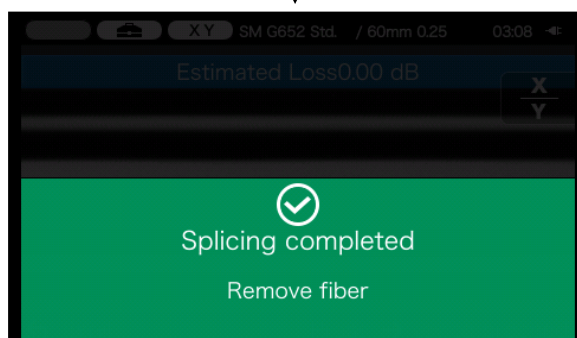 XY SM G652 Std. / 60mm 0.25 03:08
Estimated Loss0.00 dB
X
Y
Splicing completed
Remove fiber